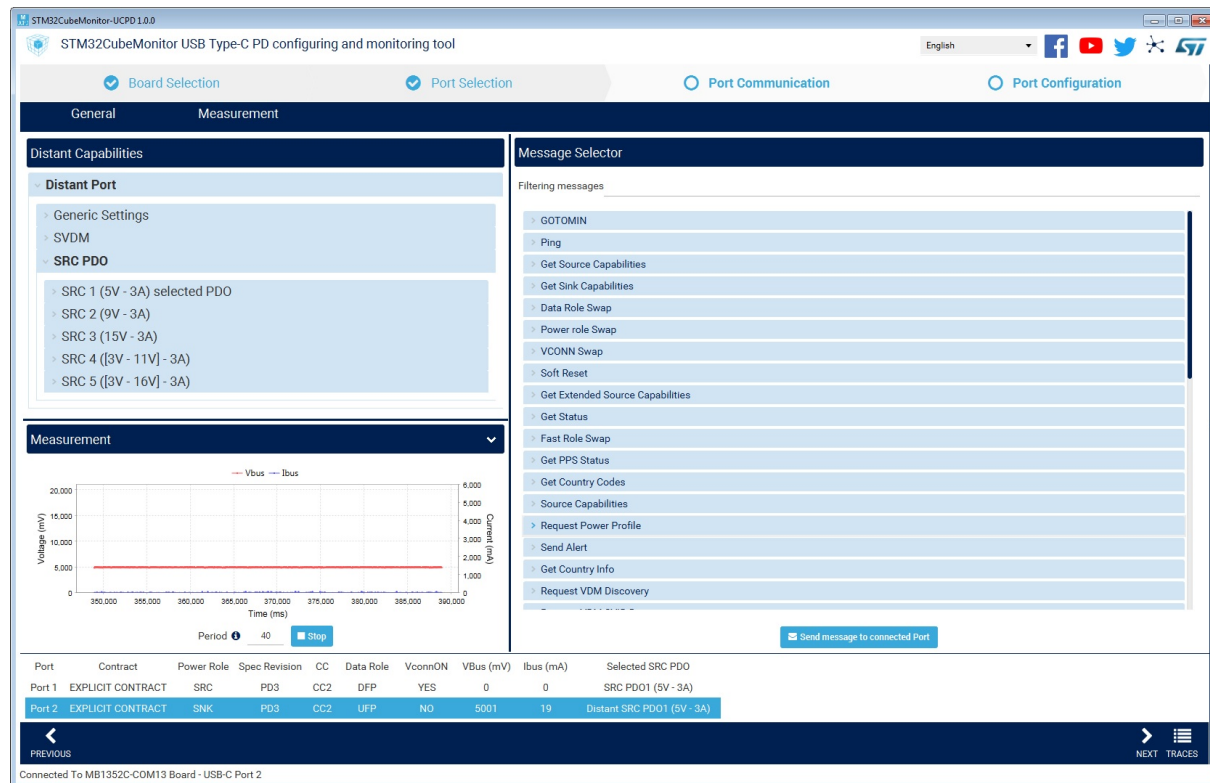 STM32CubeMonitor-UCPD 1.0.0
STM32CubeMonitor USB Type-C PD configuring and monitoring tool
English
Board Selection
Port Selection
Port Communication
Port Configuration
General Measurement
Distant Capabilities
Distant Port
Generic Settings
SVDM
SRC PDO
SRC 1 (5V - 3A) selected PDO
SRC 2 (9V - 3A)
SRC 3 (15V - 3A)
SRC 4 ([3V - 11V] - 3A)
SRC 5 ([3V - 16V] - 3A)
Measurement
Vbus Ibus
20,000
15,000
10,000
5,000
0
Voltage (mV)
6,000
5,000
4,000
3,000
2,000
1,000
0
Current (mA)
350,000 355,000 360,000 365,000 370,000 375,000 380,000 385,000 390,000
Time (ms)
Period 40 Stop
Message Selector
Filtering messages
GOTOMIN
Ping
Get Source Capabilities
Get Sink Capabilities
Data Role Swap
Power role Swap
VCONN Swap
Soft Reset
Get Extended Source Capabilities
Get Status
Fast Role Swap
Get PPS Status
Get Country Codes
Source Capabilities
Request Power Profile
Send Alert
Get Country Info
Request VDM Discovery
Send message to connected Port
Port Contract Power Role Spec Revision CC Data Role VconnON VBus (mV) Ibus (mA) Selected SRC PDO
Port 1 EXPLICIT CONTRACT SRC PD3 CC2 DFP YES 0 0 SRC PDO1 (5V - 3A)
Port 2 EXPLICIT CONTRACT SNK PD3 CC2 UFP NO 5001 19 Distant SRC PDO1 (5V - 3A)
PREVIOUS
NEXT TRACES
Connected To MB1352C-COM13 Board - USB-C Port 2